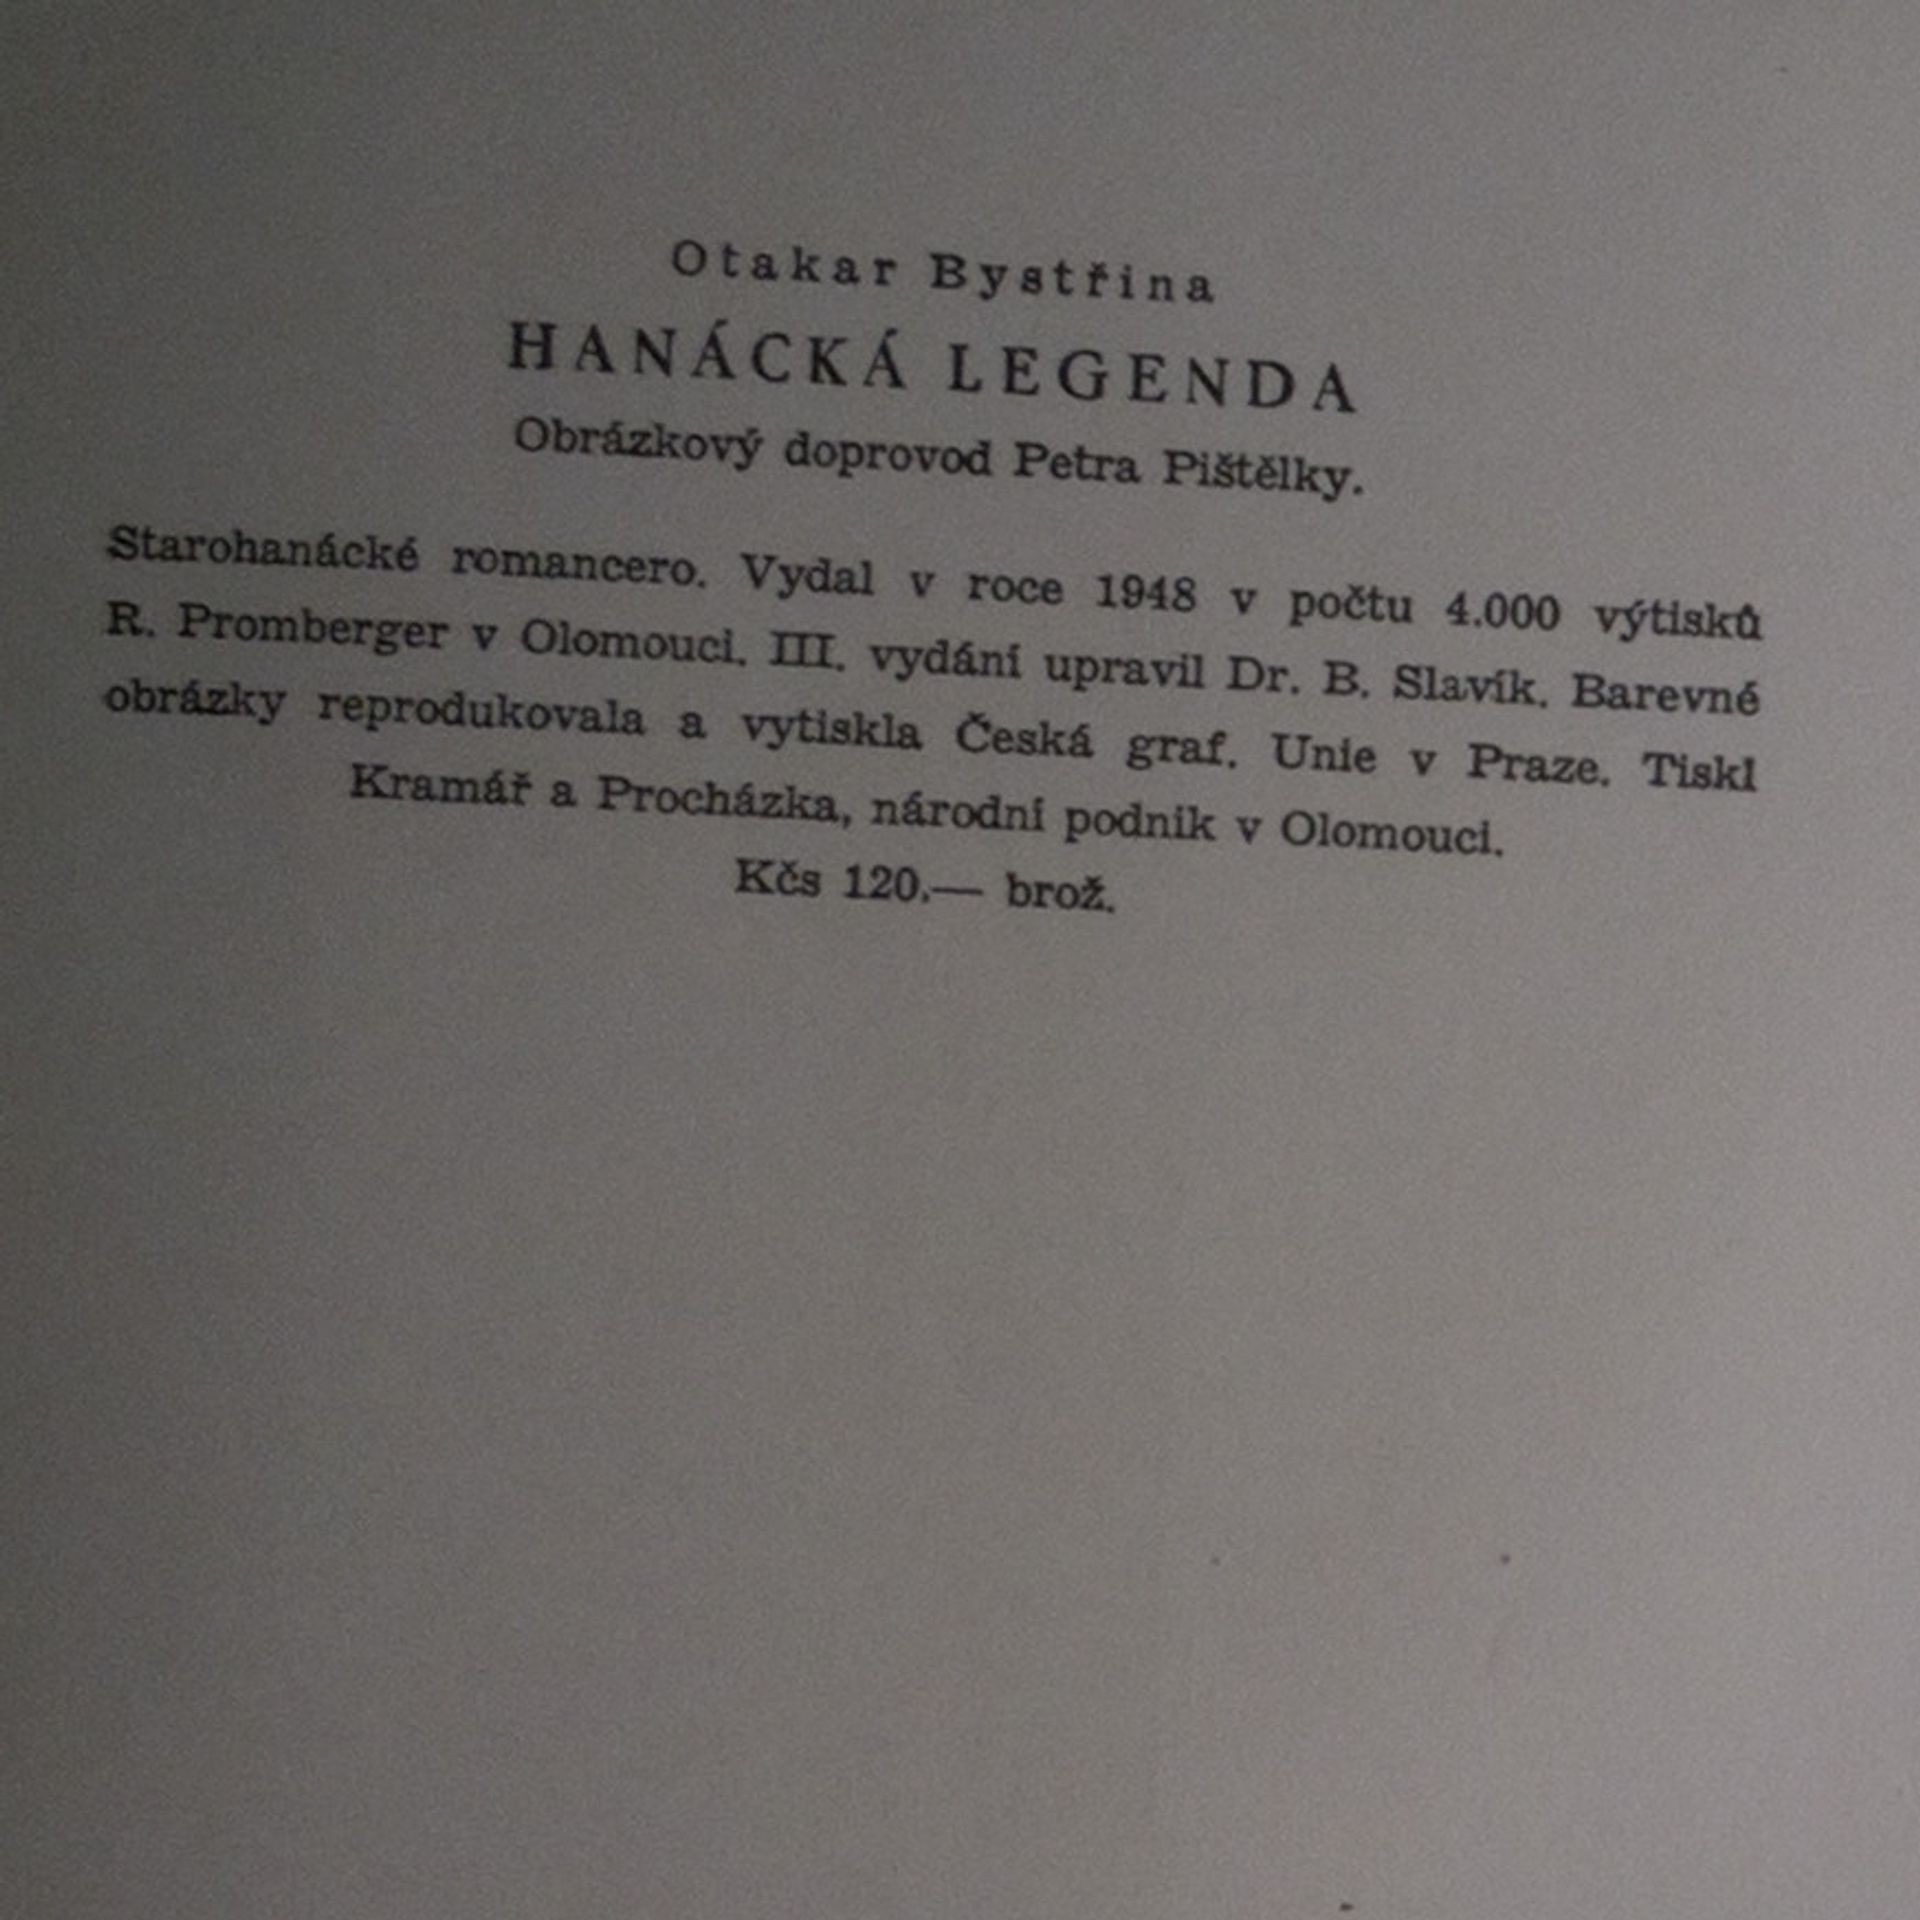 Otakar Bystřina
HANÁCKÁ LEGENDA
Obrázkový doprovod Petra Pištělky.
Starohanácké romancero. Vydal v roce 1948 v počtu 4.000 výtisků
R. Promberger v Olomouci. III. vydání upravil Dr. B. Slavík. Barevné
obrázky reprodukovala a vytiskla Česká graf. Unie v Praze. Tiskl
Kramář a Procházka, národní podnik v Olomouci.
Kčs 120.— brož.